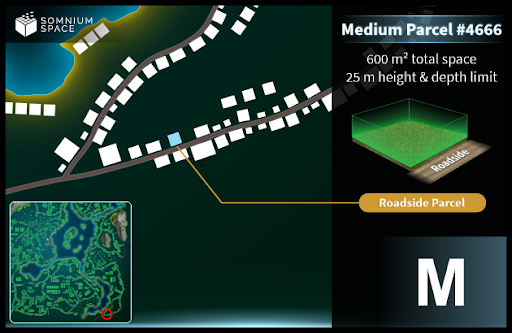 SOMNIUM
SPACE
Medium Parcel #4666
600 m² total space
25 m height & depth limit
Roadside
Roadside Parcel
M